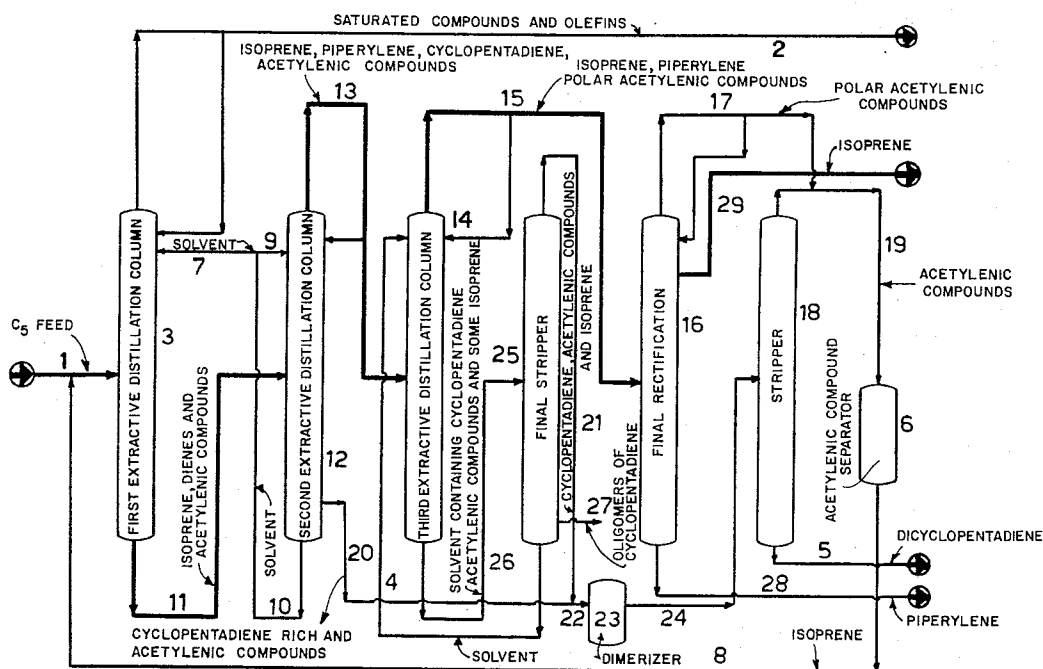 SATURATED COMPOUNDS AND OLEFINS
2
ISOPRENE, PIPERYLENE, CYCLOPENTADIENE,
ACETYLENIC COMPOUNDS
13
ISOPRENE, PIPERYLENE
POLAR ACETYLENIC COMPOUNDS
15
17
POLAR ACETYLENIC
COMPOUNDS
ISOPRENE
29
14
SOLVENT
7
9
19
ACETYLENIC
COMPOUNDS
C5 FEED
1
FIRST EXTRACTIVE DISTILLATION COLUMN
3
ISOPRENE, DIENES AND
ACETYLENIC COMPOUNDS
11
SOLVENT
10
SECOND EXTRACTIVE DISTILLATION COLUMN
12
20
CYCLOPENTADIENE RICH AND
ACETYLENIC COMPOUNDS
4
THIRD EXTRACTIVE DISTILLATION COLUMN
SOLVENT CONTAINING CYCLOPENTADIENE
ACETYLENIC COMPOUNDS AND SOME ISOPRENE
26
25
FINAL STRIPPER
CYCLOPENTADIENE, ACETYLENIC COMPOUNDS
AND ISOPRENE
21
27
OLIGOMERS OF
CYCLOPENTADIENE
FINAL RECTIFICATION
16
STRIPPER
18
ACETYLENIC COMPOUND
SEPARATOR
6
5
DICYCLOPENTADIENE
28
PIPERYLENE
22
23
24
DIMERIZER
SOLVENT
8
ISOPRENE